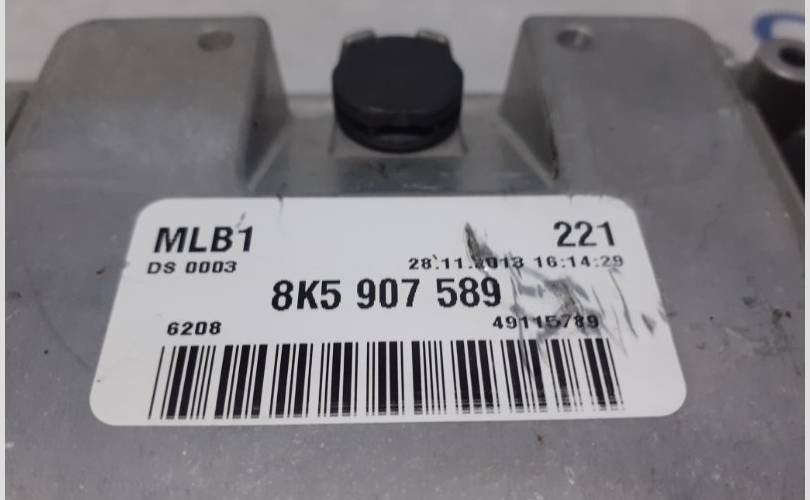 MLB1 221
DS 0003 28.11.2013 16:14:29
8K5 907 589
6208 49115789